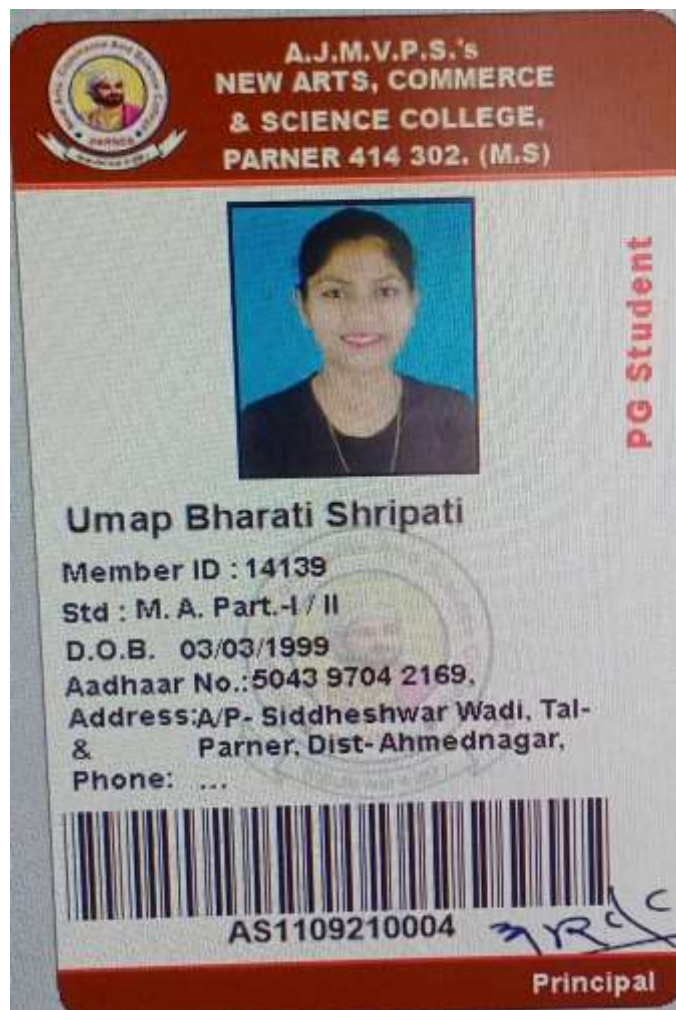 A.J.M.V.P.S.'s
NEW ARTS, COMMERCE
& SCIENCE COLLEGE,
PARNER 414 302. (M.S)
PARNER
PG Student
Umap Bharati Shripati
Member ID : 14139
Std : M. A. Part.-I / II
D.O.B. 03/03/1999
Aadhaar No.:5043 9704 2169,
Address:A/P- Siddheshwar Wadi, Tal-
& Parner, Dist- Ahmednagar,
Phone: ...
AS1109210004
Principal